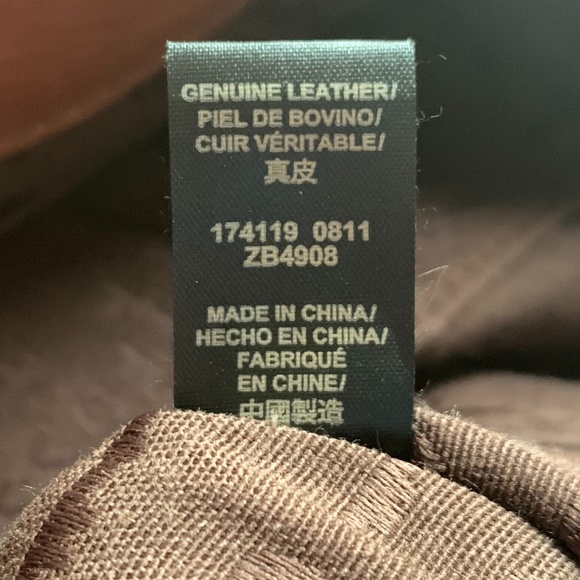 GENUINE LEATHER/
PIEL DE BOVINO/
CUIR VÉRITABLE/
真皮
174119 0811
ZB4908
MADE IN CHINA/
HECHO EN CHINA/
FABRIQUÉ
EN CHINE/
中國製造